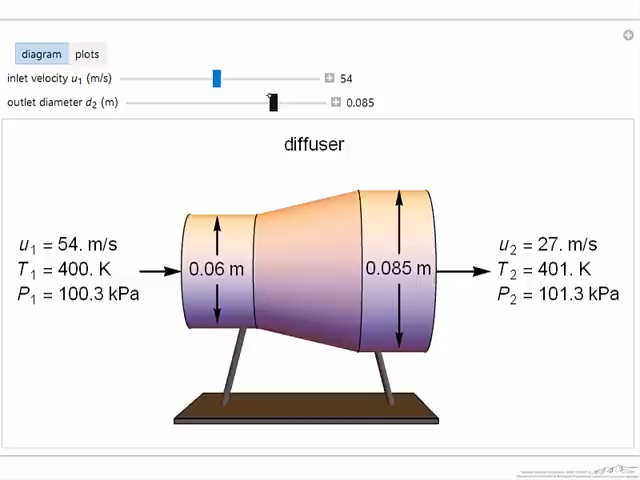 diagram plots
inlet velocity u₁ (m/s) 54
outlet diameter d₂ (m) 0.085
diffuser
u₁ = 54. m/s
T₁ = 400. K
P₁ = 100.3 kPa
0.06 m
0.085 m
u₂ = 27. m/s
T₂ = 401. K
P₂ = 101.3 kPa